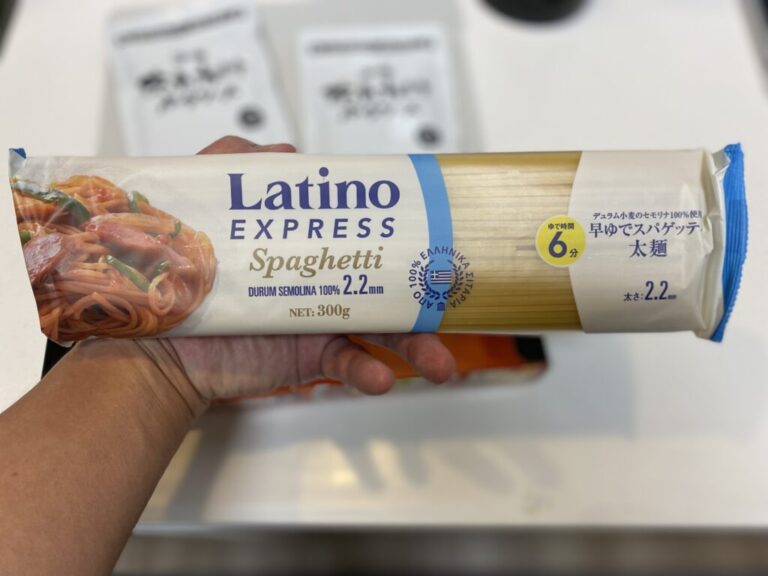 Latino
EXPRESS
Spaghetti
DURUM SEMOLINA 100% 2.2mm
NET: 300g
ΑΠΟ 100% ΕΛΛΗΝΙΚΑ ΣΙΤΑΡΙΑ
ゆで時間
6分
デュラム小麦のセモリナ100%使用
早ゆでスパゲッティ
太麺
太さ:2.2mm